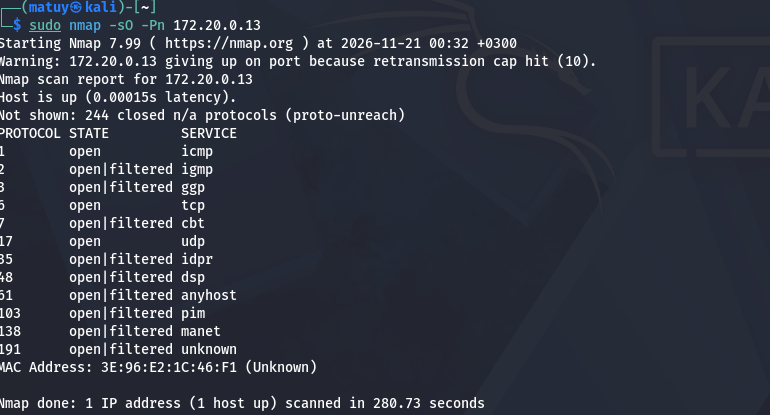 (matuy㉿kali)-[~]
$ sudo nmap -sO -Pn 172.20.0.13
Starting Nmap 7.99 ( https://nmap.org ) at 2026-11-21 00:32 +0300
Warning: 172.20.0.13 giving up on port because retransmission cap hit (10).
Nmap scan report for 172.20.0.13
Host is up (0.00015s latency).
Not shown: 244 closed n/a protocols (proto-unreach)
PROTOCOL STATE         SERVICE
1        open          icmp
2        open|filtered igmp
3        open|filtered ggp
6        open          tcp
7        open|filtered cbt
17       open          udp
35       open|filtered idpr
48       open|filtered dsp
61       open|filtered anyhost
103      open|filtered pim
138      open|filtered manet
191      open|filtered unknown
MAC Address: 3E:96:E2:1C:46:F1 (Unknown)
Nmap done: 1 IP address (1 host up) scanned in 280.73 seconds
KA